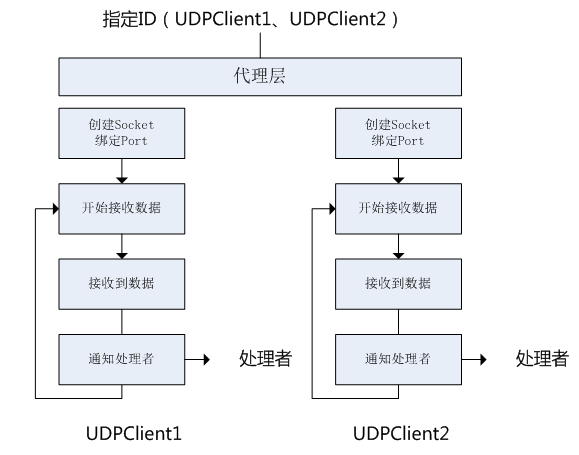 指定ID（UDPClient1、UDPClient2）
代理层
创建Socket
绑定Port
开始接收数据
接收到数据
通知处理者
处理者
UDPClient1
创建Socket
绑定Port
开始接收数据
接收到数据
通知处理者
处理者
UDPClient2